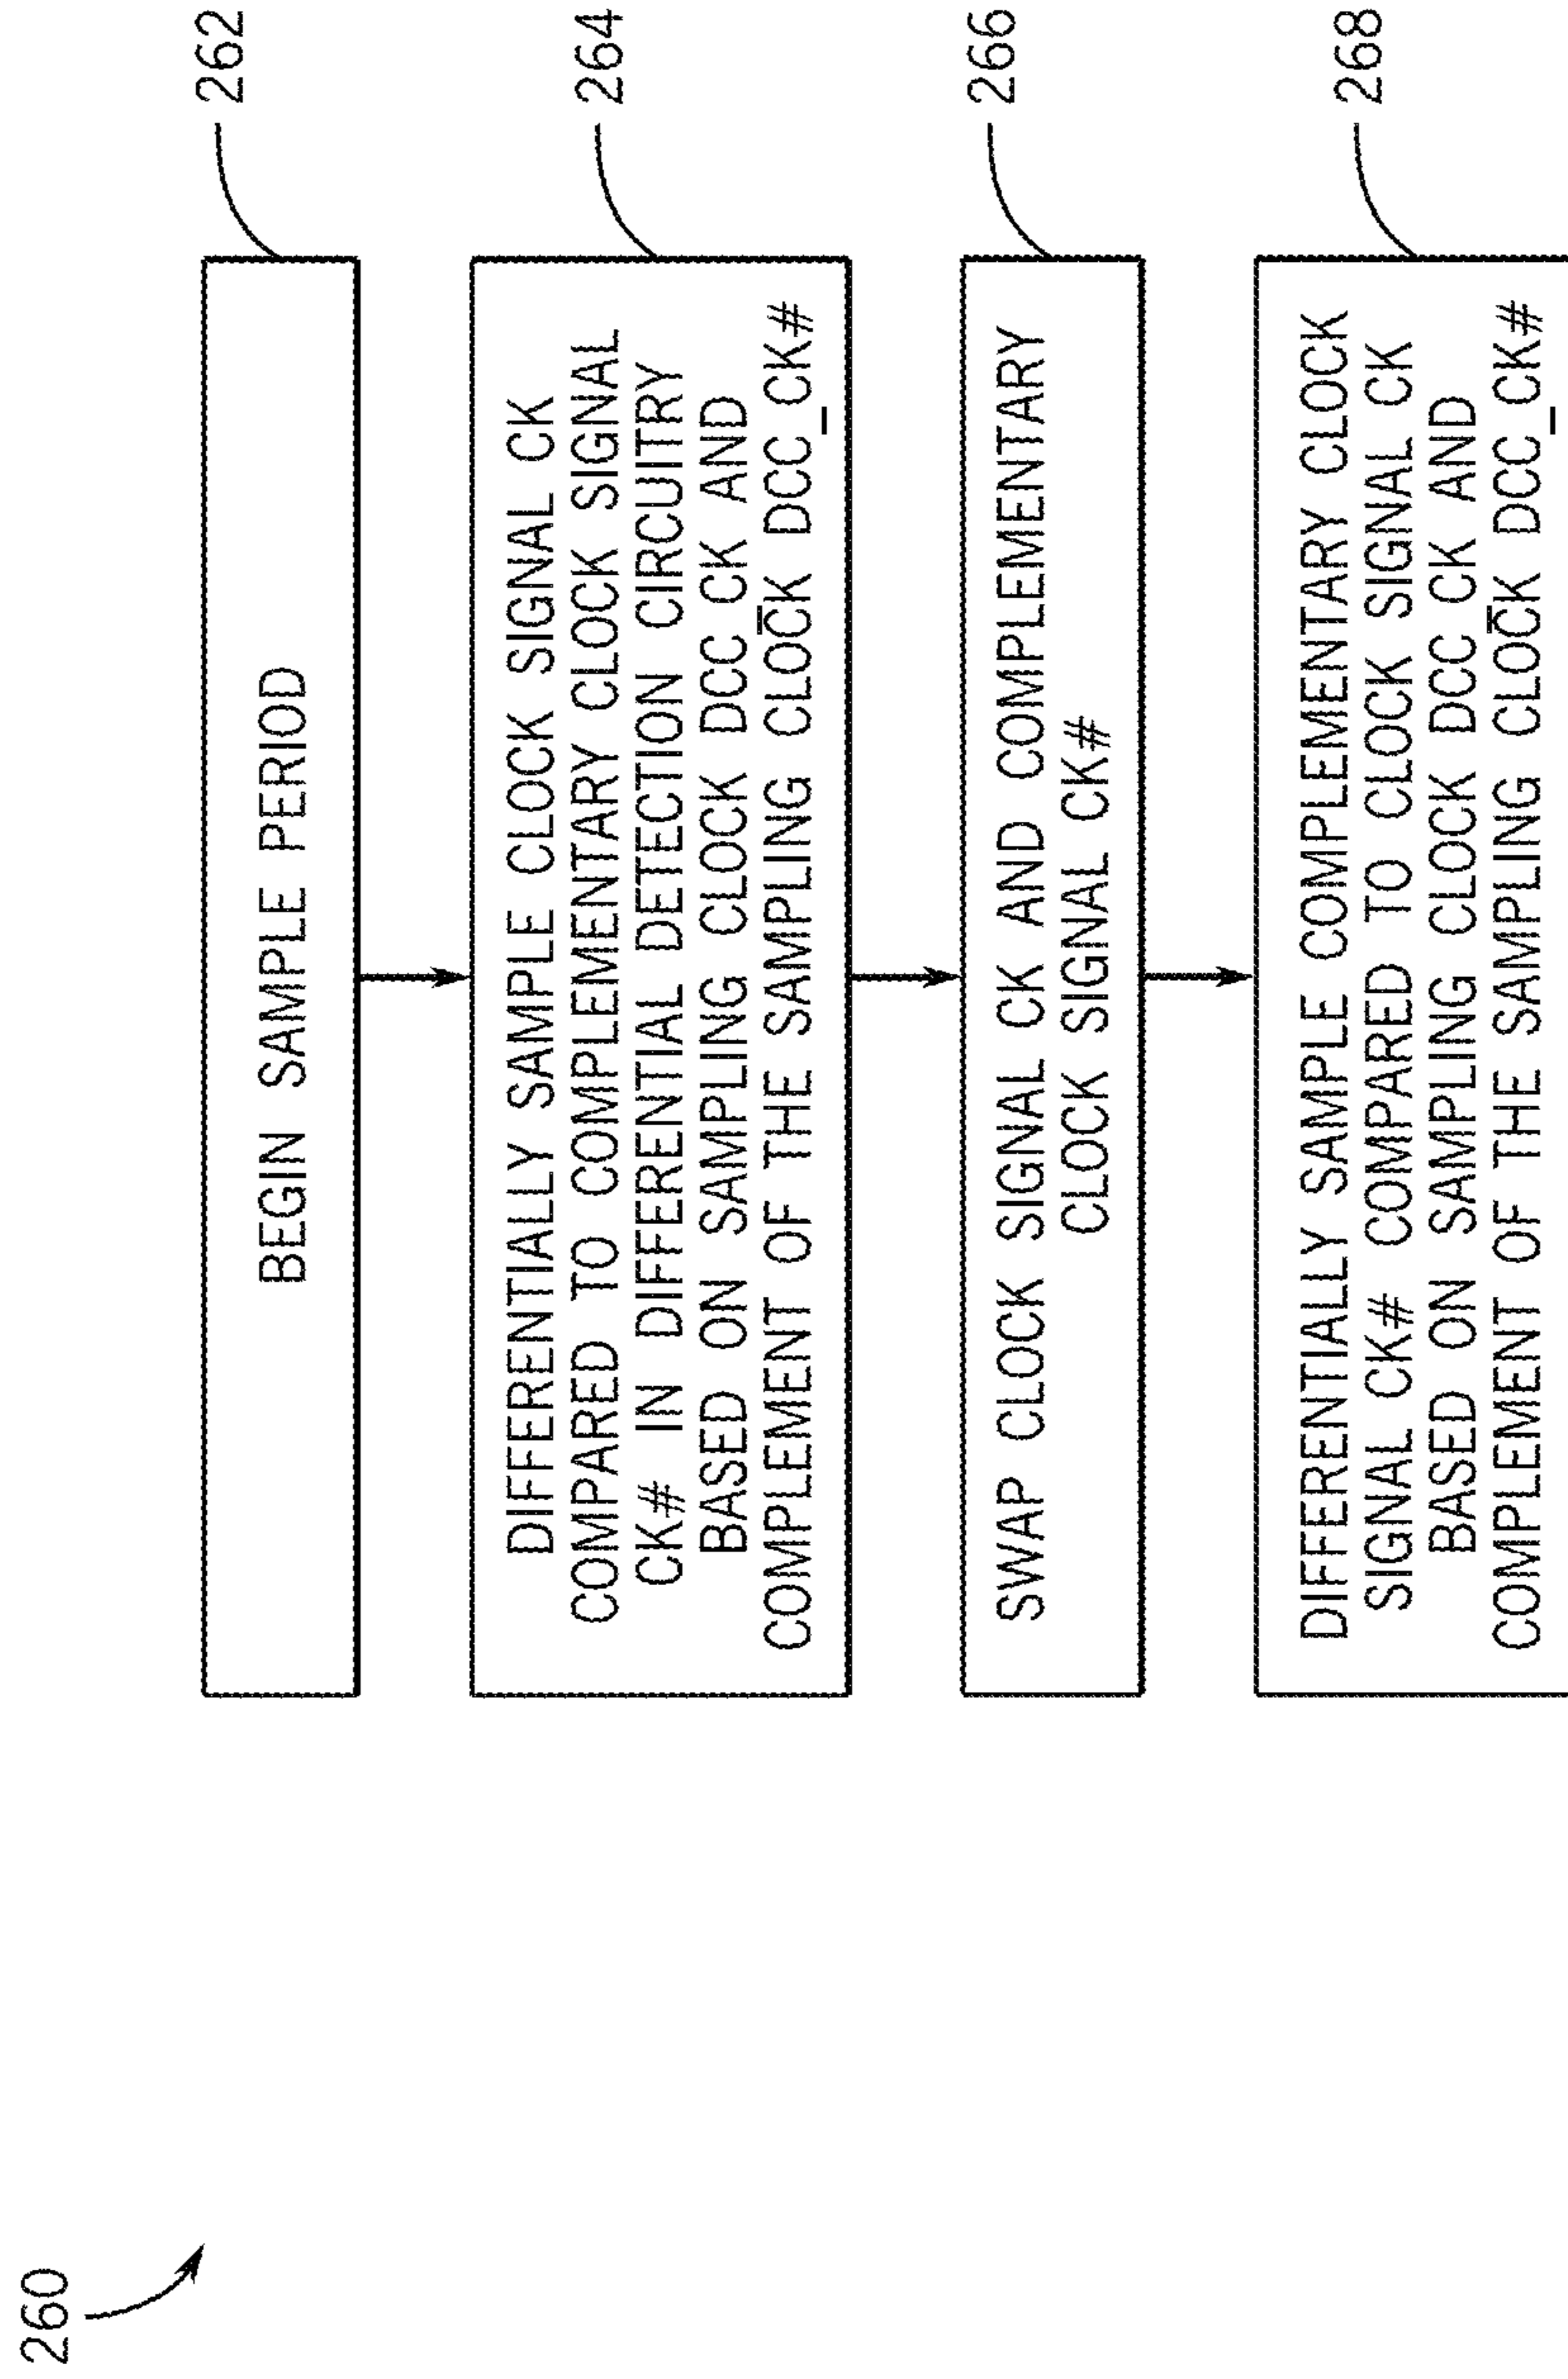 260
262
BEGIN SAMPLE PERIOD
264
DIFFERENTIALLY SAMPLE CLOCK SIGNAL CK
COMPARED TO COMPLEMENTARY CLOCK SIGNAL
CK# IN DIFFERENTIAL DETECTION CIRCUITRY
BASED ON SAMPLING CLOCK DCC_CK AND
COMPLEMENT OF THE SAMPLING CLOCK DCC_CK#
266
SWAP CLOCK SIGNAL CK AND COMPLEMENTARY
CLOCK SIGNAL CK#
268
DIFFERENTIALLY SAMPLE COMPLEMENTARY CLOCK
SIGNAL CK# COMPARED TO CLOCK SIGNAL CK
BASED ON SAMPLING CLOCK DCC_CK AND
COMPLEMENT OF THE SAMPLING CLOCK DCC_CK#